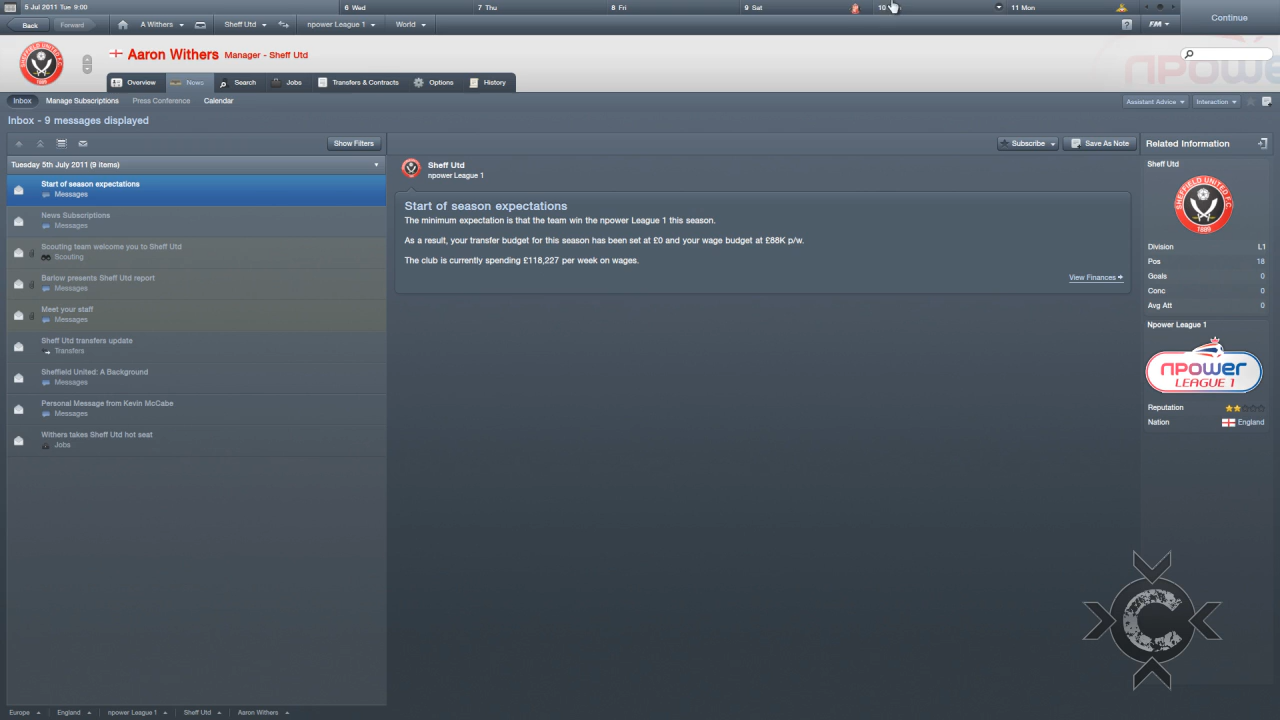 5 Jul 2011 Tue 9:00
6 Wed
7 Thu
8 Fri
9 Sat
10
11 Mon
Back
Forward
A Withers
Sheff Utd
npower League 1
World
?
FM
Continue
Aaron Withers Manager - Sheff Utd
Overview
News
Search
Jobs
Transfers & Contracts
Options
History
Inbox
Manage Subscriptions
Press Conference
Calendar
Assistant Advice
Interaction
Inbox - 9 messages displayed
Show Filters
Subscribe
Save As Note
Related Information
Tuesday 5th July 2011 (9 items)
Start of season expectations
Messages
News Subscriptions
Messages
Scouting team welcome you to Sheff Utd
Scouting
Barlow presents Sheff Utd report
Messages
Meet your staff
Messages
Sheff Utd transfers update
Transfers
Sheffield United: A Background
Messages
Personal Message from Kevin McCabe
Messages
Withers takes Sheff Utd hot seat
Jobs
Sheff Utd
npower League 1
Start of season expectations
The minimum expectation is that the team win the npower League 1 this season.
As a result, your transfer budget for this season has been set at £0 and your wage budget at £88K p/w.
The club is currently spending £118,227 per week on wages.
View Finances
Sheff Utd
SHEFFIELD UNITED F.C.
1889
Division L1
Pos 18
Goals 0
Conc 0
Avg Att 0
Npower League 1
npower
LEAGUE 1
Reputation
Nation England
Europe
England
npower League 1
Sheff Utd
Aaron Withers